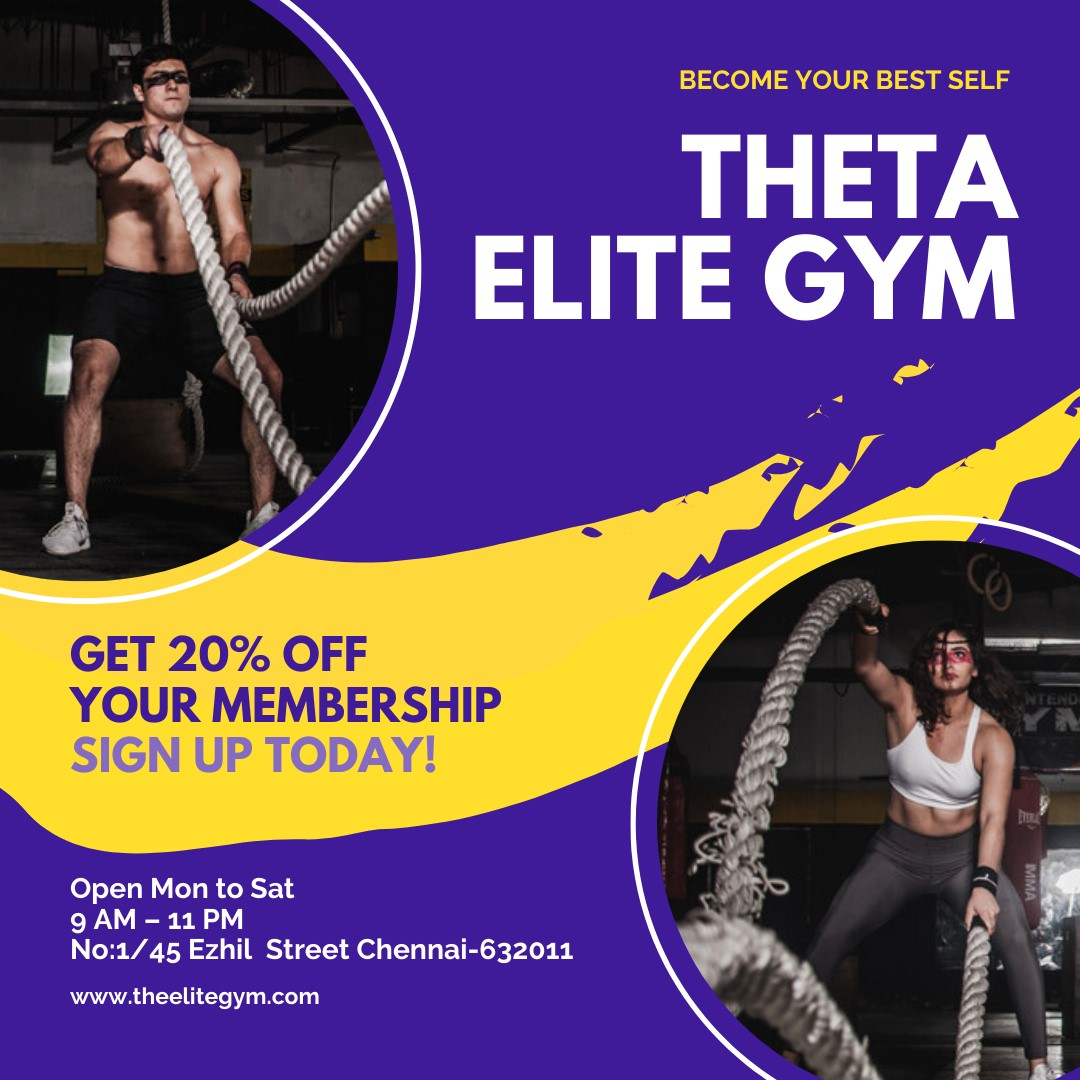 BECOME YOUR BEST SELF
THETA
ELITE GYM
GET 20% OFF
YOUR MEMBERSHIP
SIGN UP TODAY!
Open Mon to Sat
9 AM – 11 PM
No:1/45 Ezhil  Street Chennai-632011
www.theelitegym.com
MMA